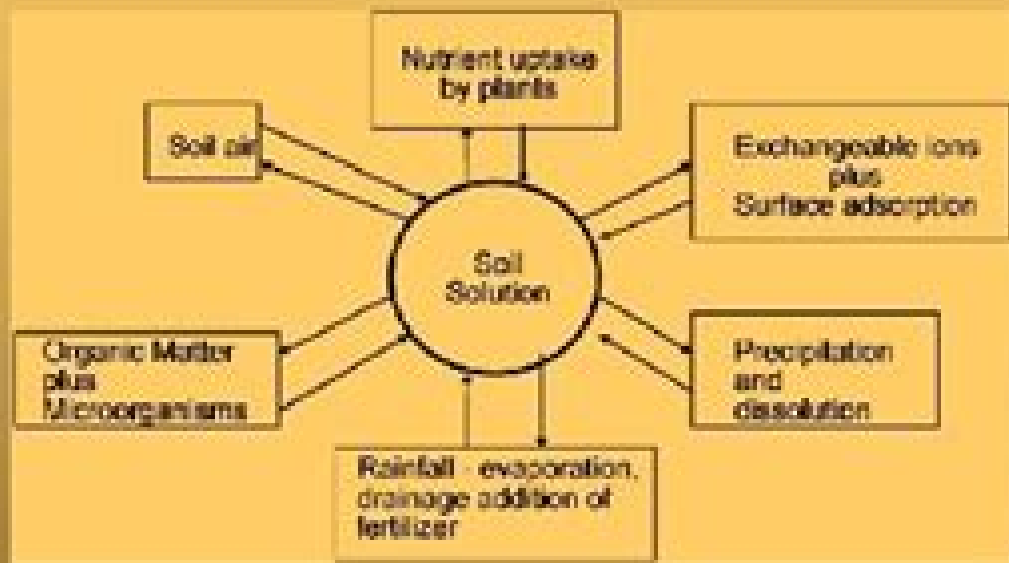 Nutrient uptake
by plants
Soil air
Exchangeable ions
plus
Surface adsorption
Soil
Solution
Organic Matter
plus
Microorganisms
Precipitation
and
dissolution
Rainfall - evaporation,
drainage addition of
fertilizer